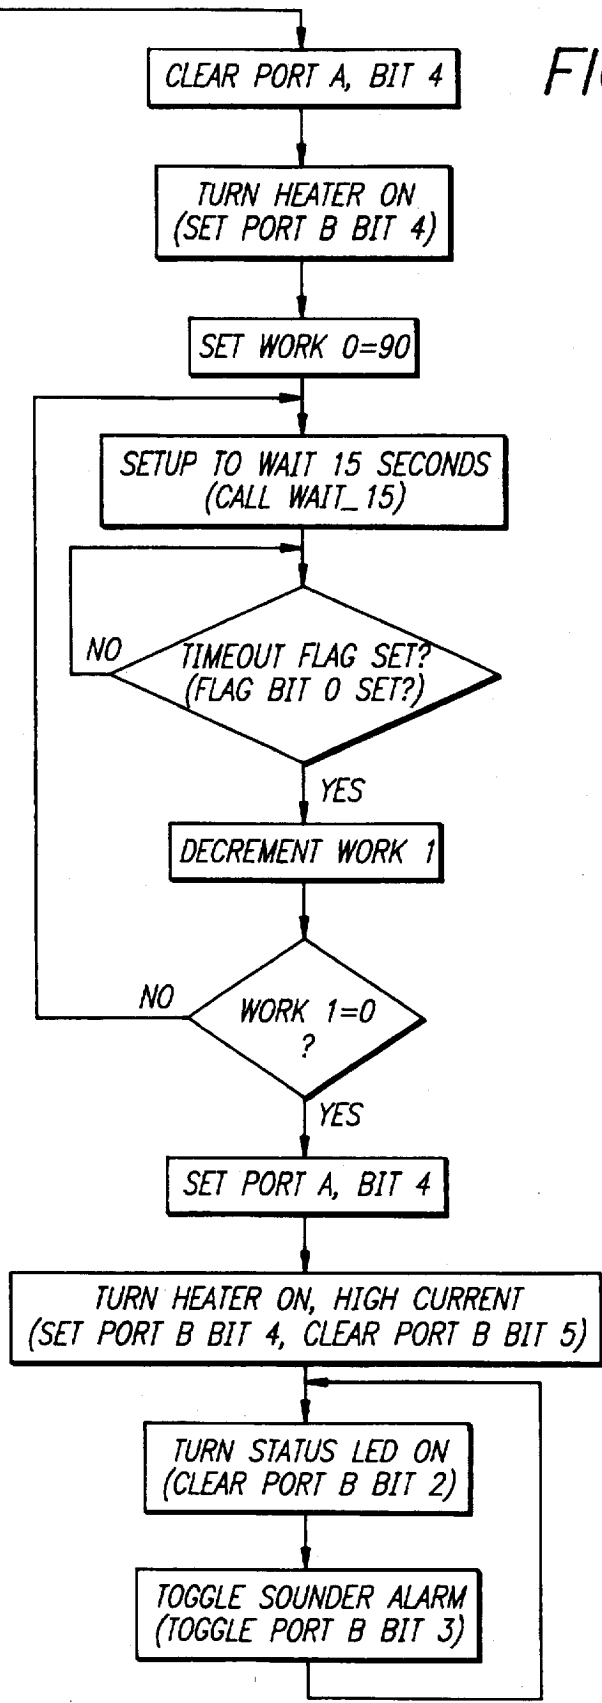 CLEAR PORT A, BIT 4
TURN HEATER ON
(SET PORT B BIT 4)
SET WORK 0=90
SETUP TO WAIT 15 SECONDS
(CALL WAIT_15)
NO
TIMEOUT FLAG SET?
(FLAG BIT 0 SET?)
YES
DECREMENT WORK 1
NO
WORK 1=0
?
YES
SET PORT A, BIT 4
TURN HEATER ON, HIGH CURRENT
(SET PORT B BIT 4, CLEAR PORT B BIT 5)
TURN STATUS LED ON
(CLEAR PORT B BIT 2)
TOGGLE SOUNDER ALARM
(TOGGLE PORT B BIT 3)